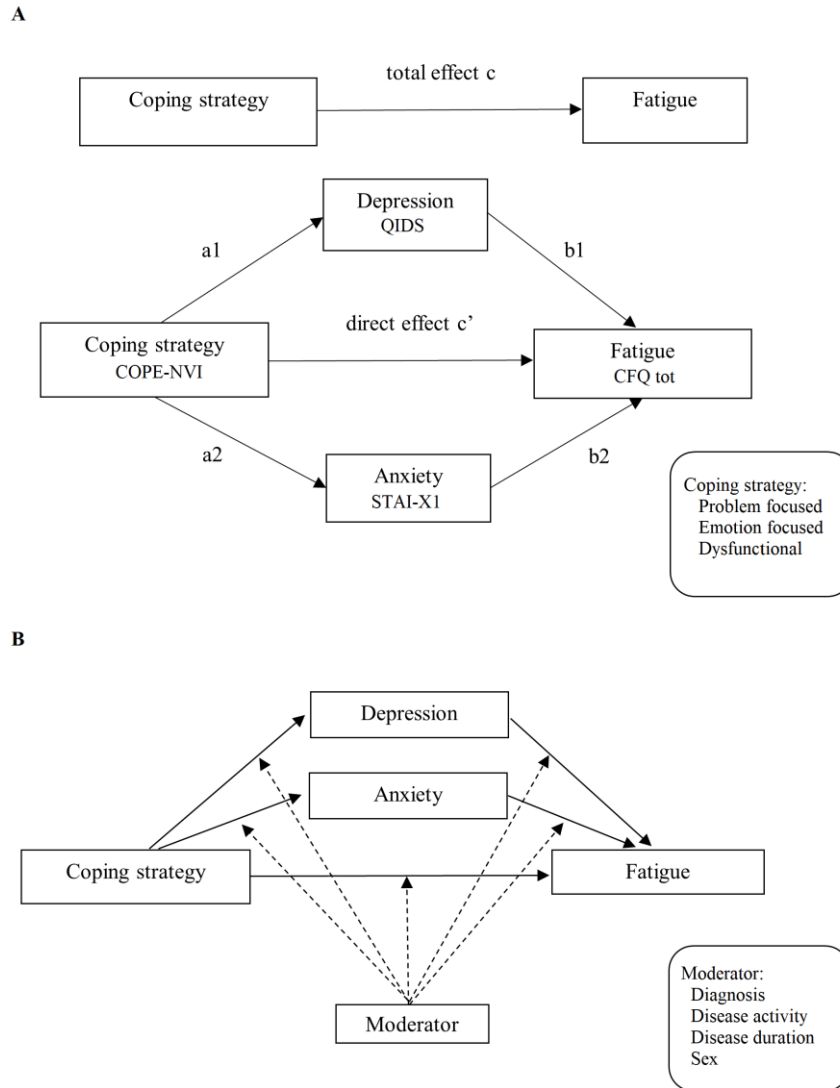 A
total effect c
Coping strategy
Fatigue
Depression
QIDS
a1
b1
direct effect c’
Coping strategy
COPE-NVI
Fatigue
CFQ tot
a2
b2
Anxiety
STAI-X1
Coping strategy:
Problem focused
Emotion focused
Dysfunctional
B
Depression
Anxiety
Coping strategy
Fatigue
Moderator
Moderator:
Diagnosis
Disease activity
Disease duration
Sex